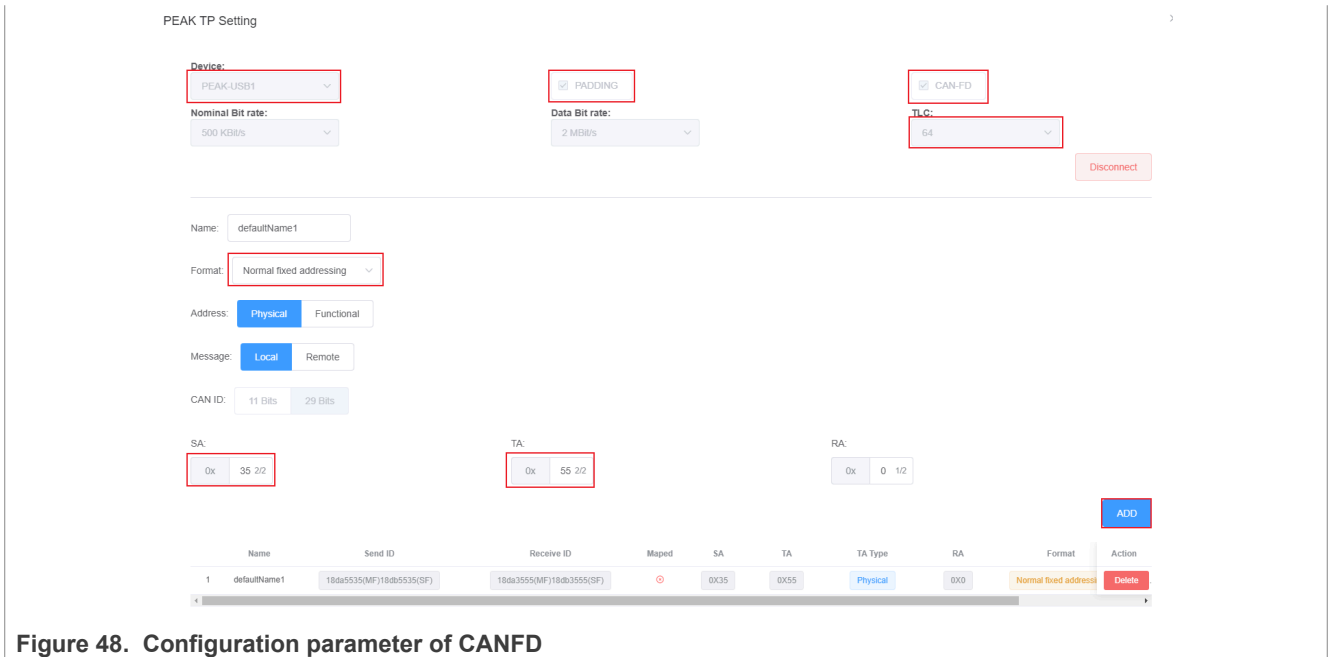 PEAK TP Setting
Device:
PEAK-USB1
PADDING
CAN-FD
Nominal Bit rate:
Data Bit rate:
TLC:
500 KBit/s
2 MBit/s
64
Disconnect
Name: defaultName1
Format: Normal fixed addressing
Address: Physical Functional
Message: Local Remote
CAN ID: 11 Bits 29 Bits
SA: TA: RA:
0x 35 2/2 0x 55 2/2 0x 0 1/2
ADD
Name Send ID Receive ID Maped SA TA TA Type RA Format Action
1 defaultName1 18da5535(MF)18db5535(SF) 18da3555(MF)18db3555(SF) 0X35 0X55 Physical 0X0 Normal fixed addressi Delete
Figure 48. Configuration parameter of CANFD